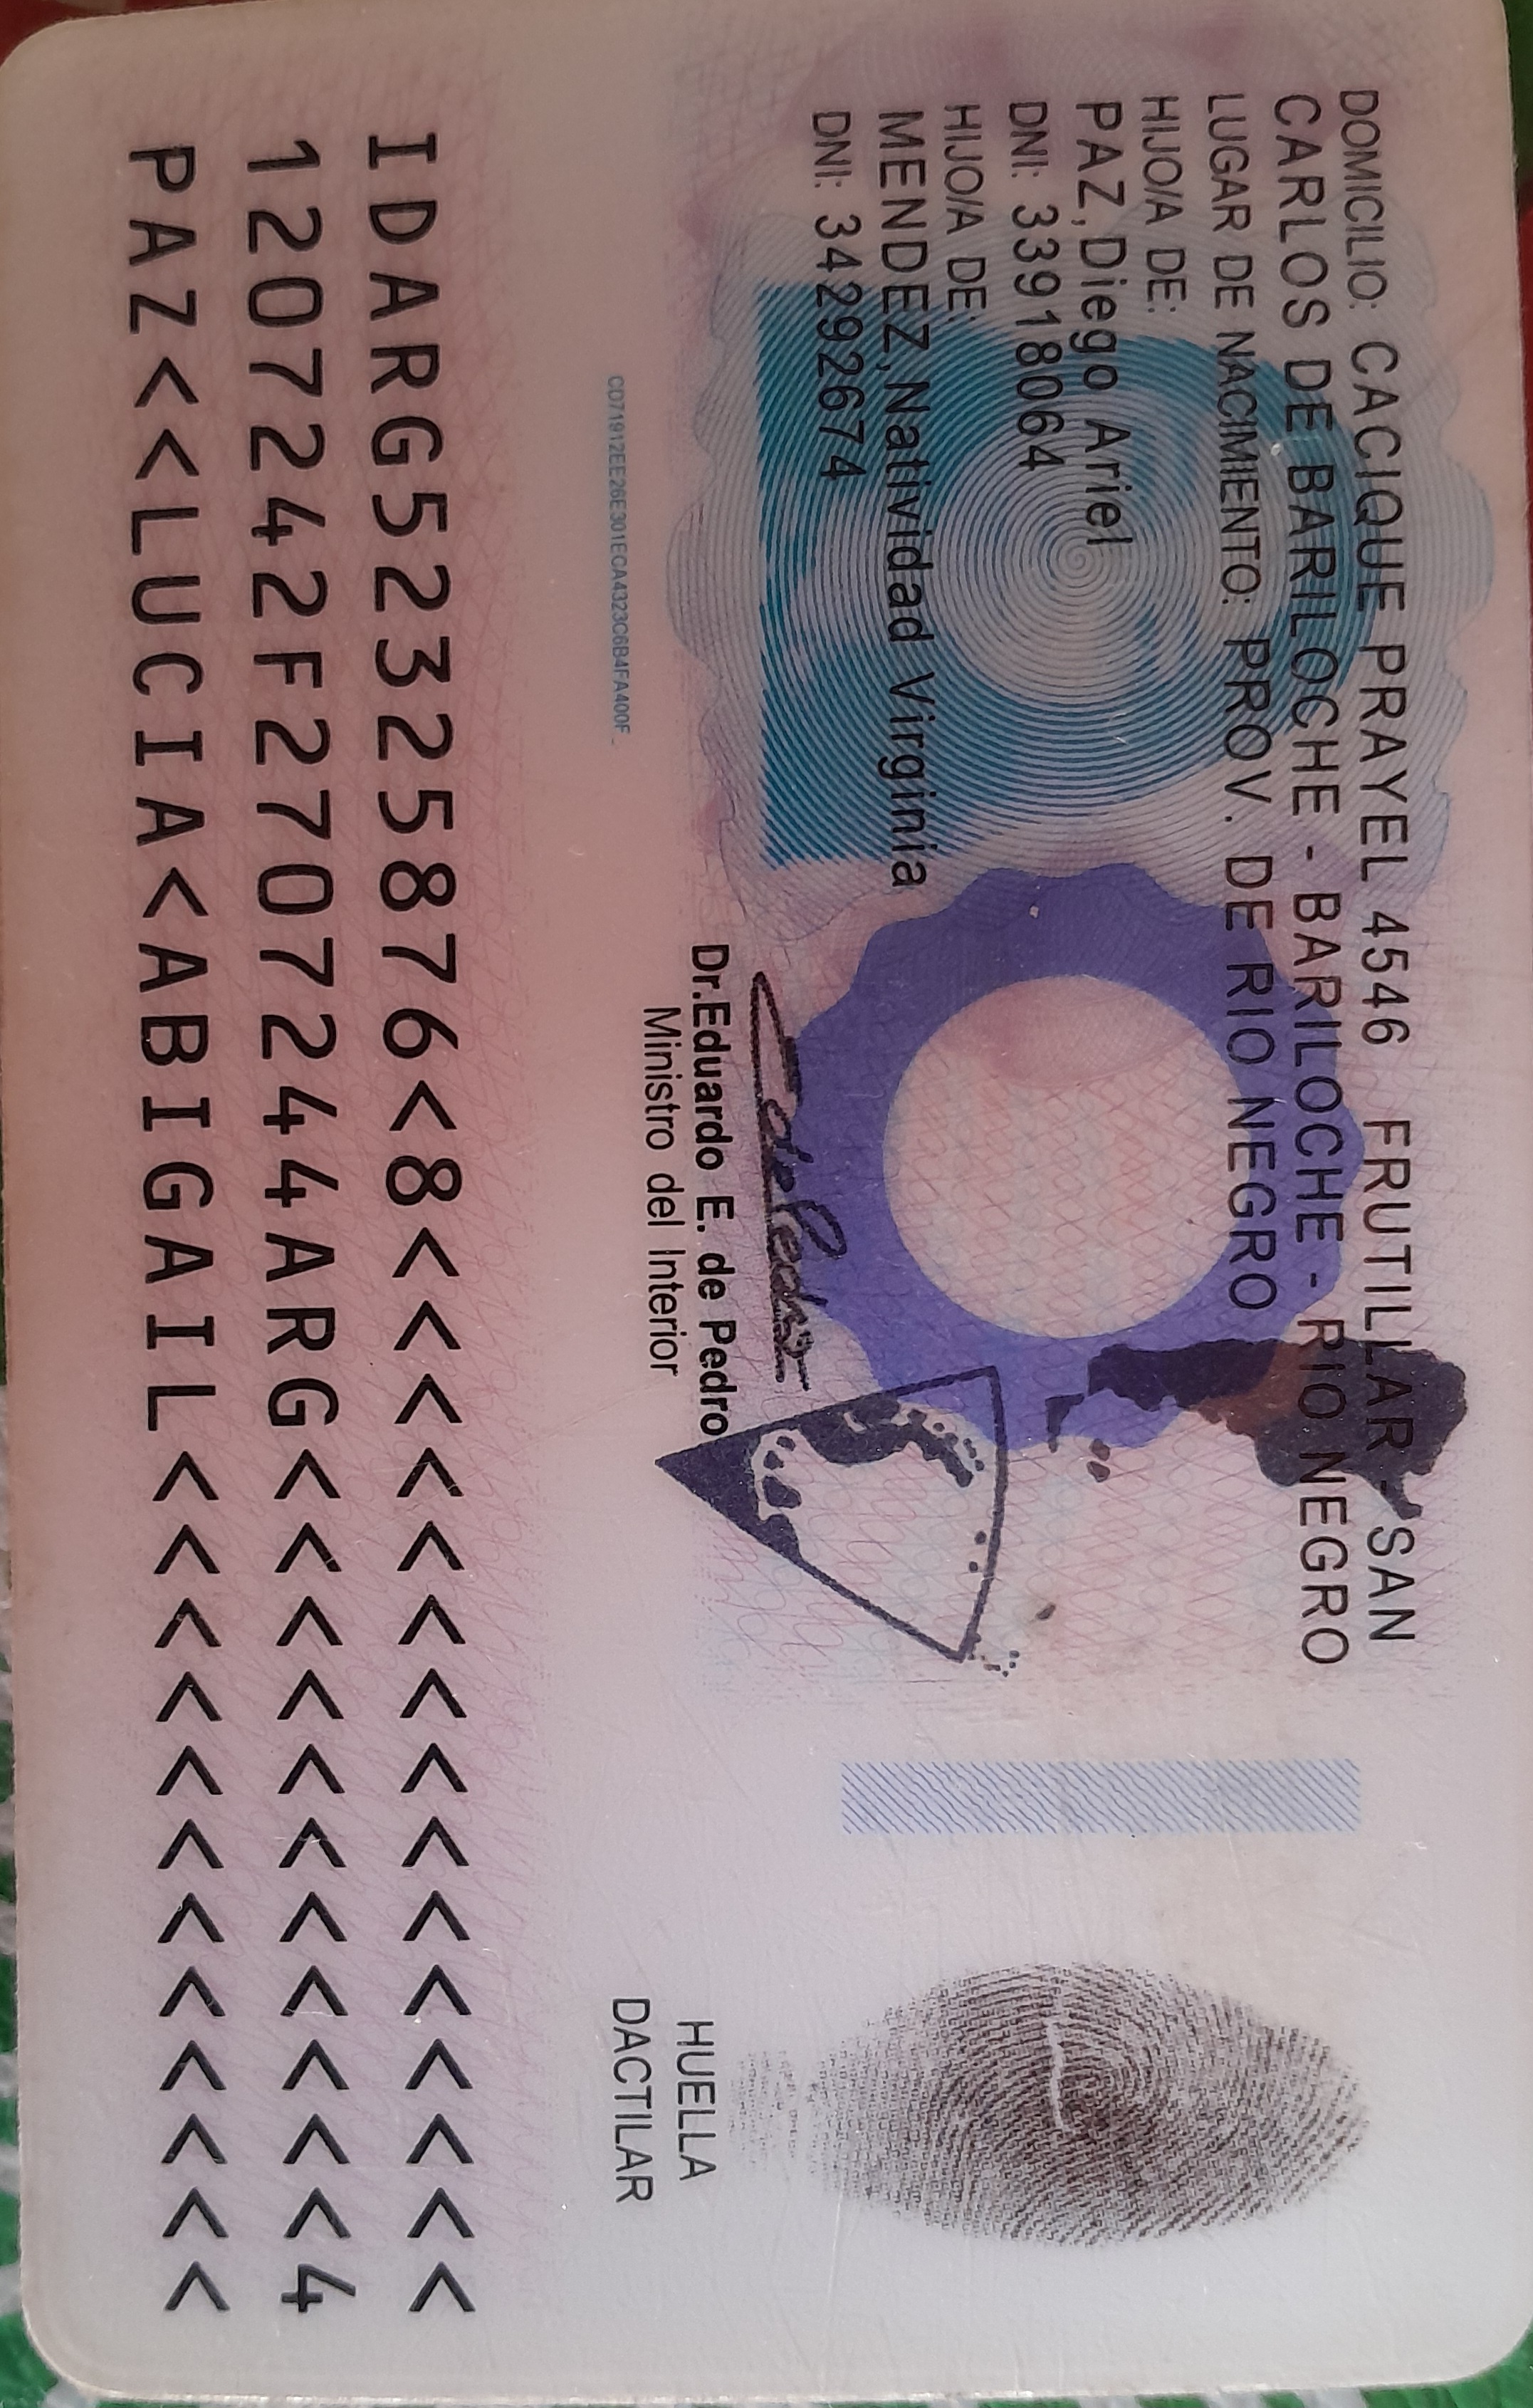 DOMICILIO: CACIQUE PRAYEL 4546 FRUTILLAR - SAN
CARLOS DE BARILOCHE - BARILOCHE - RIO NEGRO
LUGAR DE NACIMIENTO: PROV. DE RIO NEGRO
HIJO/A DE:
PAZ,Diego Ariel
DNI: 33918064
HIJO/A DE:
MENDEZ,Natividad Virginia
DNI: 34292674
Dr.Eduardo E. de Pedro
Ministro del Interior
HUELLA
DACTILAR
CD71912EE26E301ECA4323C6B4FA400F
IDARG52325876<8<<<<<<<<<<<<<<<
1207242F2707244ARG<<<<<<<<<<<4
PAZ<<LUCIA<ABIGAIL<<<<<<<<<<<<